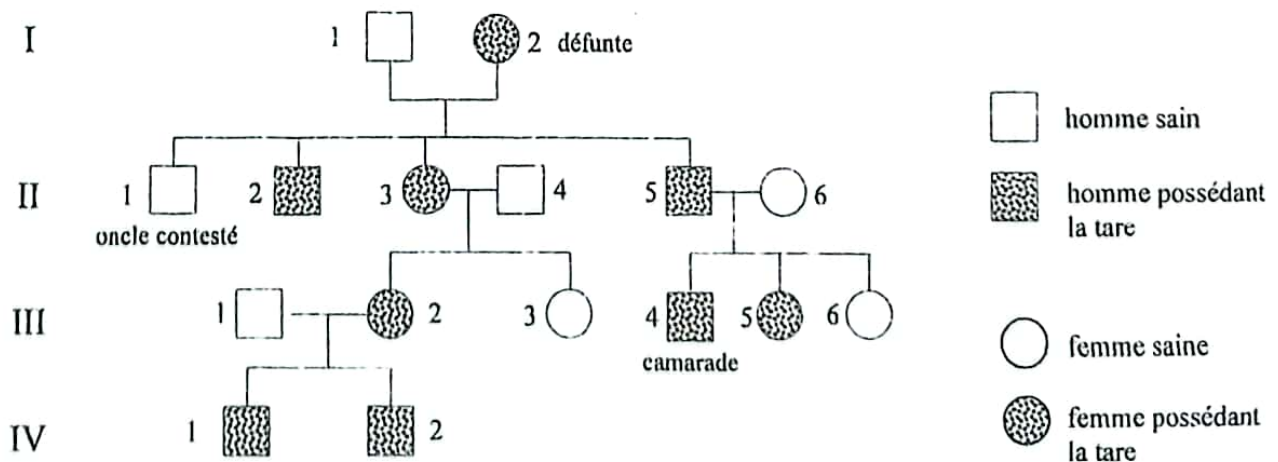 I
1
2 défunte
II
1
2
3
4
5
6
oncle contesté
III
1
2
3
4
5
6
camarade
IV
1
2
homme sain
homme possédant
la tare
femme saine
femme possédant
la tare